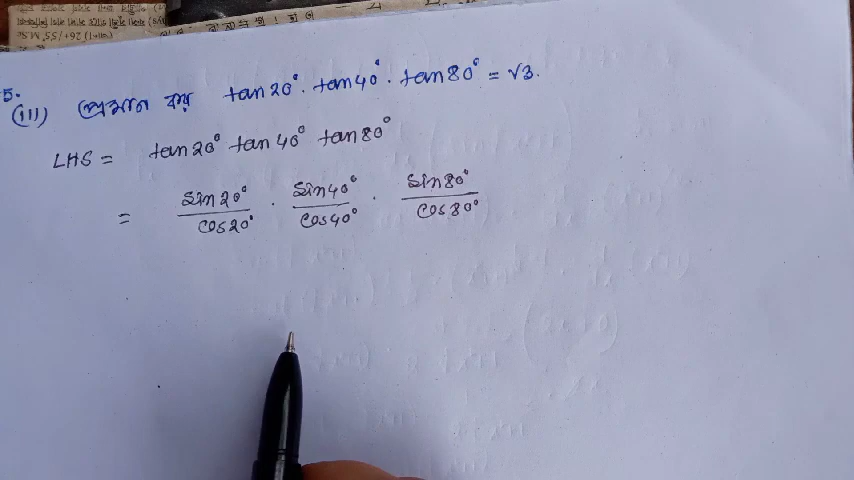 5.
(iii) প্রমাণ কর tan20°. tan40° . tan80° = √3.
LHS = tan20° tan40° tan80°
= sin20°/cos20° . sin40°/cos40° . sin80°/cos80°